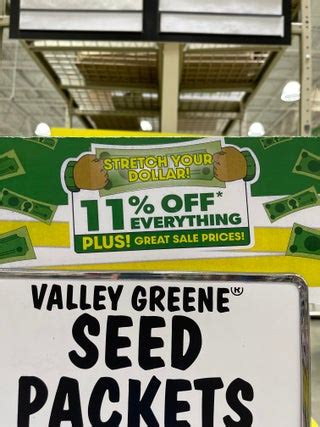 STRETCH YOUR
DOLLAR!
11% OFF*
EVERYTHING
PLUS! GREAT SALE PRICES!
VALLEY GREENE®
SEED
PACKETS